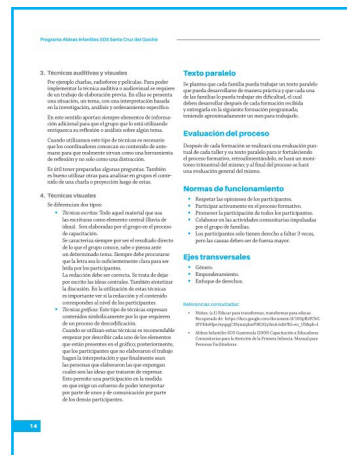 Programa Aldeas Infantiles SOS Santa Cruz del Quiché
3. Técnicas auditivas y visuales
Por ejemplo charlas, radioforos y películas. Para poder
implementar la técnica auditiva o audiovisual se requiere
de un trabajo de elaboración previa. En ellas se presenta
una situación, un tema, con una interpretación basada
en la investigación, análisis y ordenamiento específico.
En este sentido aportan siempre elementos de informa-
ción adicional para que el grupo que lo está utilizando
enriquezca su reflexión o análisis sobre algún tema.
Cuando utilicemos este tipo de técnicas es necesario
que los coordinadores conozcan su contenido de ante-
mano para que realmente sirvan como una herramienta
de reflexión y no solo como una distracción.
Es útil tener preparadas algunas preguntas. También
es bueno utilizar otras para analizar en grupos el conte-
nido de una charla o proyección luego de estas.
4. Técnicas visuales
Se diferencian dos tipos:
• Técnicas escritas: Todo aquel material que usa
las escrituras como elemento central (lluvia de
ideas). Son elaboradas por el grupo en el proceso
de capacitación.
Se caracteriza siempre por ser el resultado directo
de lo que el grupo conoce, sabe o piensa ante
un determinado tema. Siempre debe procurarse
que la letra sea lo suficientemente clara para ser
leída por los participantes.
La redacción debe ser correcta. Se trata de dejar
por escrito las ideas centrales. También sintetizar
la discusión. En la utilización de estas técnicas
es importante ver si la redacción y el contenido
corresponden al nivel de los participantes.
• Técnicas gráficas: Este tipo de técnicas expresan
contenidos simbólicamente por lo que requieren
de un proceso de descodificación.
Cuando se utilizan estas técnicas es recomendable
empezar por describir cada uno de los elementos
que están presentes en el gráfico; posteriormente,
que los participantes que no elaboraron el trabajo
hagan la interpretación y que finalmente sean
las personas que elaboraron las que expongan
cuales son las ideas que trataron de expresar.
Esto permite una participación en la medida
en que exige un esfuerzo de poder interpretar
por parte de unos y de comunicación por parte
de los demás participantes.
Texto paralelo
Se plantea que cada familia pueda trabajar un texto paralelo
que pueda desarrollarse de manera práctica y que cada una
de las familias lo pueda trabajar sin dificultad, el cual
deben desarrollar después de cada formación recibida
y entregarla en la siguiente formación programada;
teniendo aproximadamente un mes para trabajarlo.
Evaluación del proceso
Después de cada formación se realizará una evaluación pun-
tual de cada taller y su texto paralelo para ir fortaleciendo
el proceso formativo, retroalimentándolo, se hará un moni-
toreo trimestral del mismo; y al final del proceso se hará
una evaluación general del mismo.
Normas de funcionamiento
• Respetar las opiniones de los participantes.
• Participar activamente en el proceso formativo.
• Promover la participación de todos los participantes.
• Colaborar en las actividades comunitarias impulsadas
por el grupo de familias.
• Los participantes solo tienen derecho a faltar 3 veces,
pero las causas deben ser de fuerza mayor.
Ejes transversales
• Género.
• Empoderamiento.
• Enfoque de derechos.
Referencias consultadas:
Aldeas Infantiles SOS Guatemala (2009) Capacitación a Educadoras
Comunitarias para la Atención de la Primera Infancia. Manual para
Personas Facilitadoras.
14